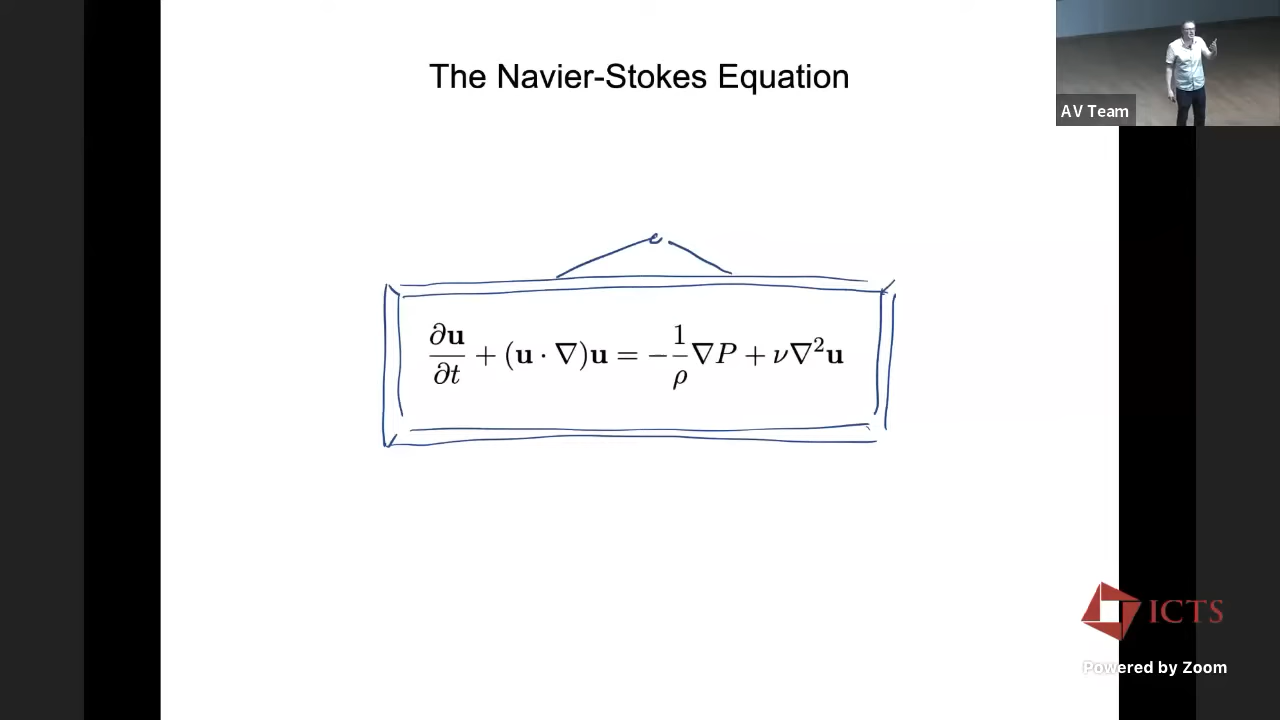 The Navier-Stokes Equation
AV Team
∂u/∂t + (u · ∇)u = −1/ρ ∇P + ν∇²u
ICTS
Powered by Zoom